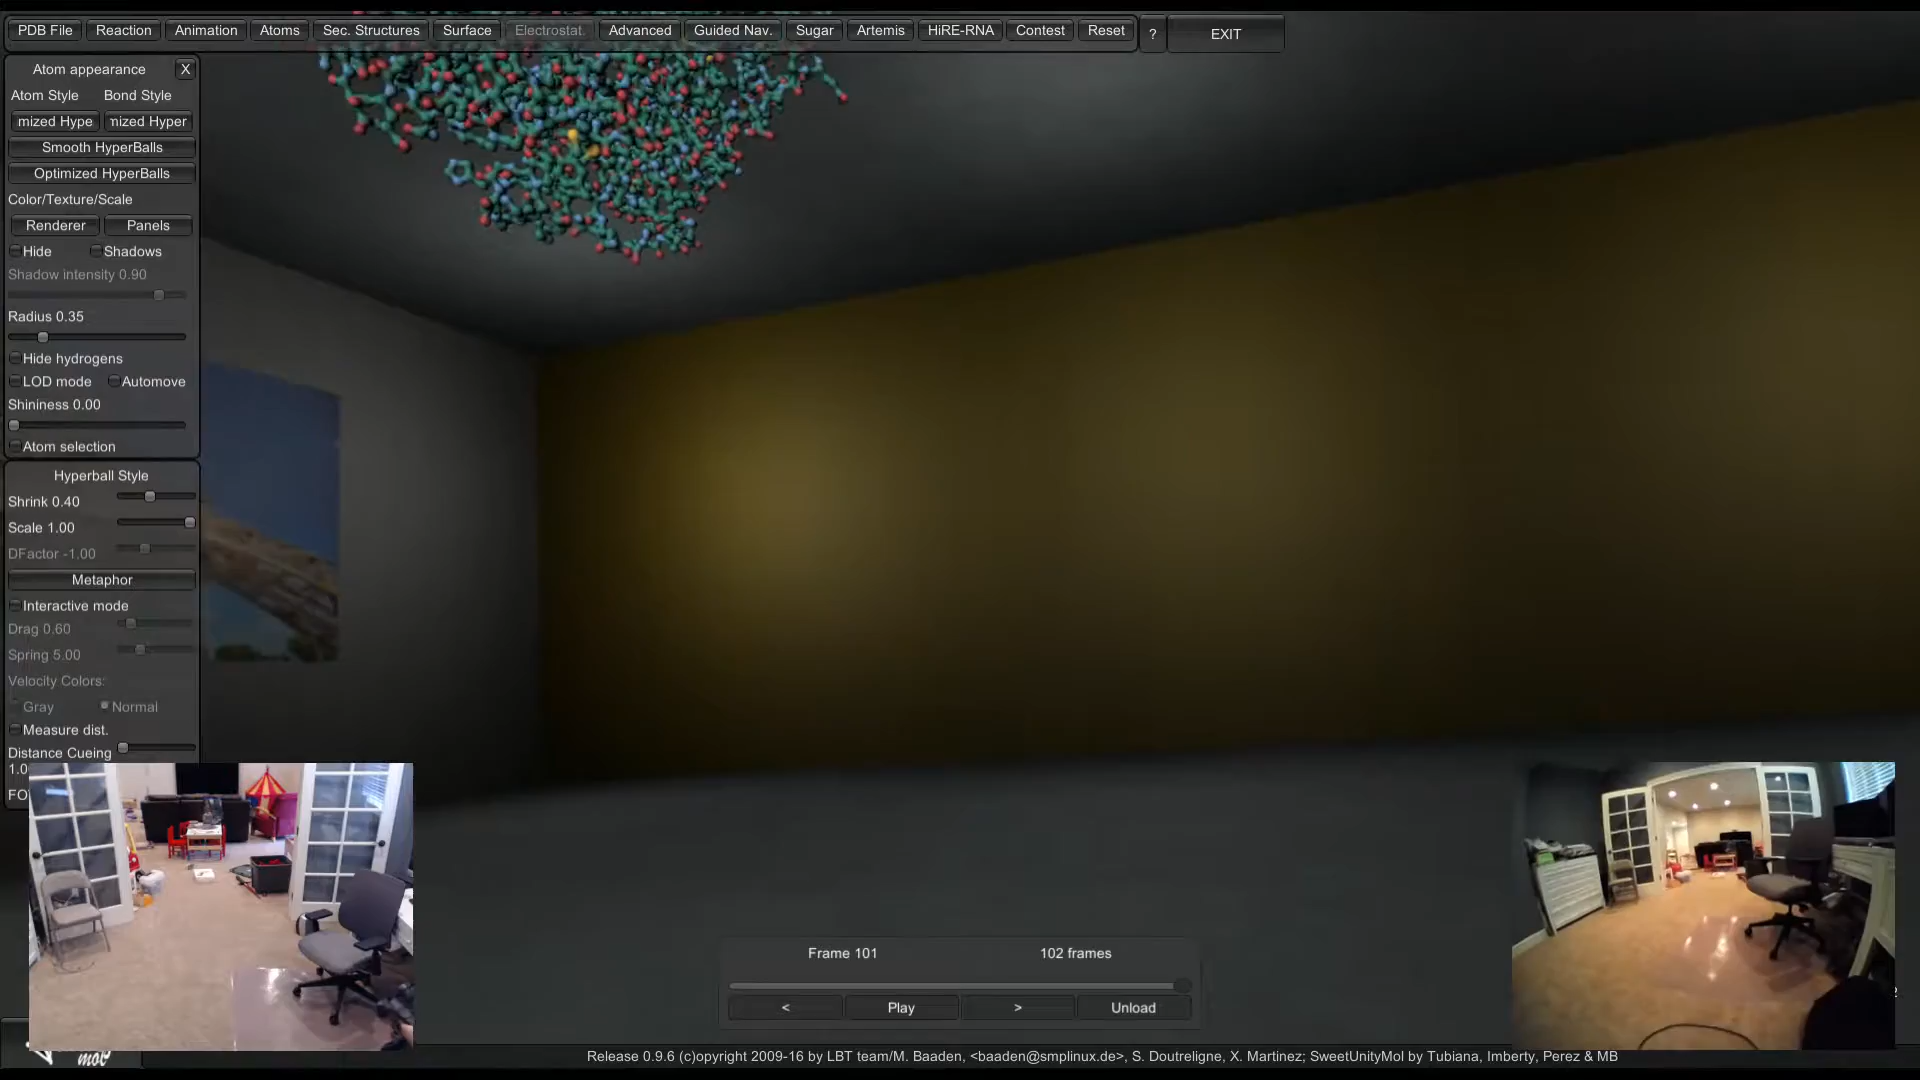 PDB File Reaction Animation Atoms Sec. Structures Surface Electrostat. Advanced Guided Nav. Sugar Artemis HiRE-RNA Contest Reset ? EXIT
Atom appearance X
Atom Style Bond Style
mized Hype mized Hyper
Smooth HyperBalls
Optimized HyperBalls
Color/Texture/Scale
Renderer Panels
Hide Shadows
Shadow intensity 0.90
Radius 0.35
Hide hydrogens
LOD mode Automove
Shininess 0.00
Atom selection
Hyperball Style
Shrink 0.40
Scale 1.00
DFactor -1.00
Metaphor
Interactive mode
Drag 0.60
Spring 5.00
Velocity Colors:
Gray Normal
Measure dist.
Distance Cueing
1.0
FO
Frame 101 102 frames
< Play > Unload
mol
Release 0.9.6 (c)opyright 2009-16 by LBT team/M. Baaden, <baaden@smplinux.de>, S. Doutreligne, X. Martinez; SweetUnityMol by Tubiana, Imberty, Perez & MB